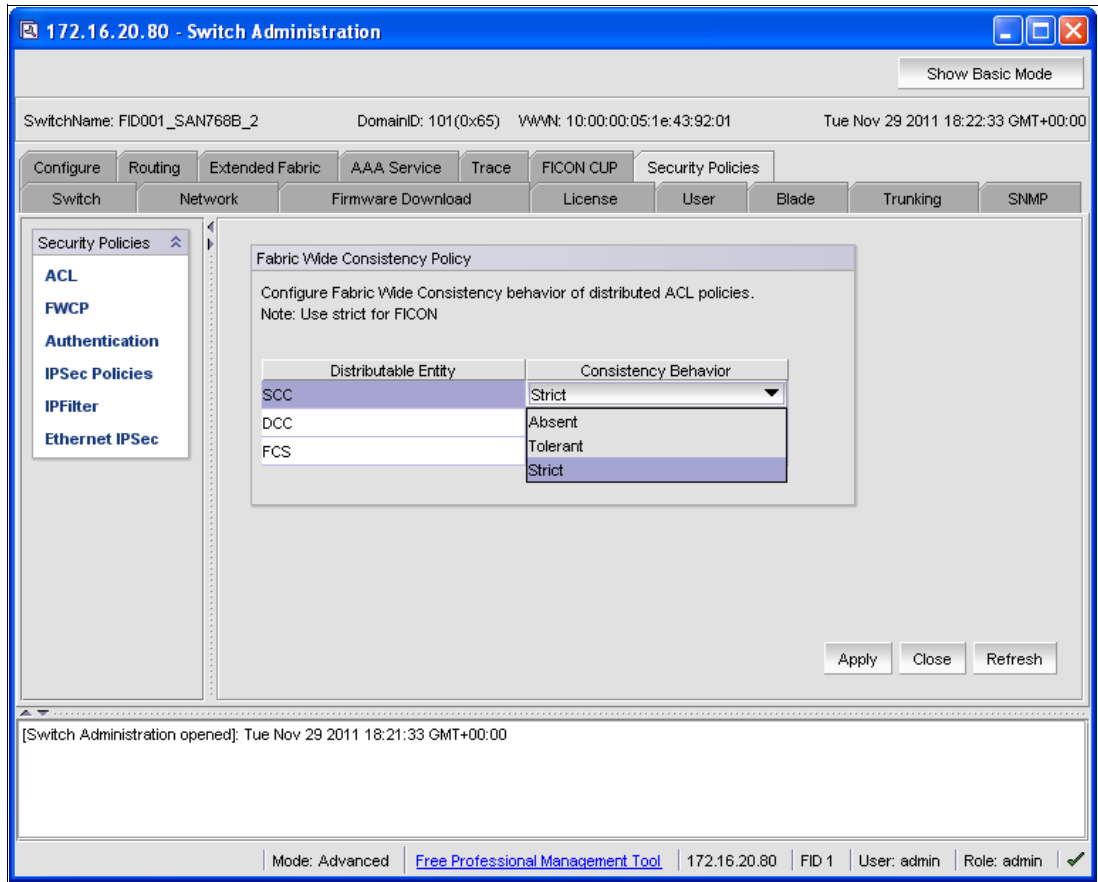 172.16.20.80 - Switch Administration
Show Basic Mode
SwitchName: FID001_SAN768B_2 DomainID: 101(0x65) WWN: 10:00:00:05:1e:43:92:01 Tue Nov 29 2011 18:22:33 GMT+00:00
Configure Routing Extended Fabric AAA Service Trace FICON CUP Security Policies
Switch Network Firmware Download License User Blade Trunking SNMP
Security Policies
ACL
FWCP
Authentication
IPSec Policies
IPFilter
Ethernet IPSec
Fabric Wide Consistency Policy
Configure Fabric Wide Consistency behavior of distributed ACL policies.
Note: Use strict for FICON
Distributable Entity Consistency Behavior
SCC Strict
DCC Absent
Tolerant
FCS
Strict
Apply Close Refresh
[Switch Administration opened]: Tue Nov 29 2011 18:21:33 GMT+00:00
Mode: Advanced Free Professional Management Tool 172.16.20.80 FID 1 User: admin Role: admin